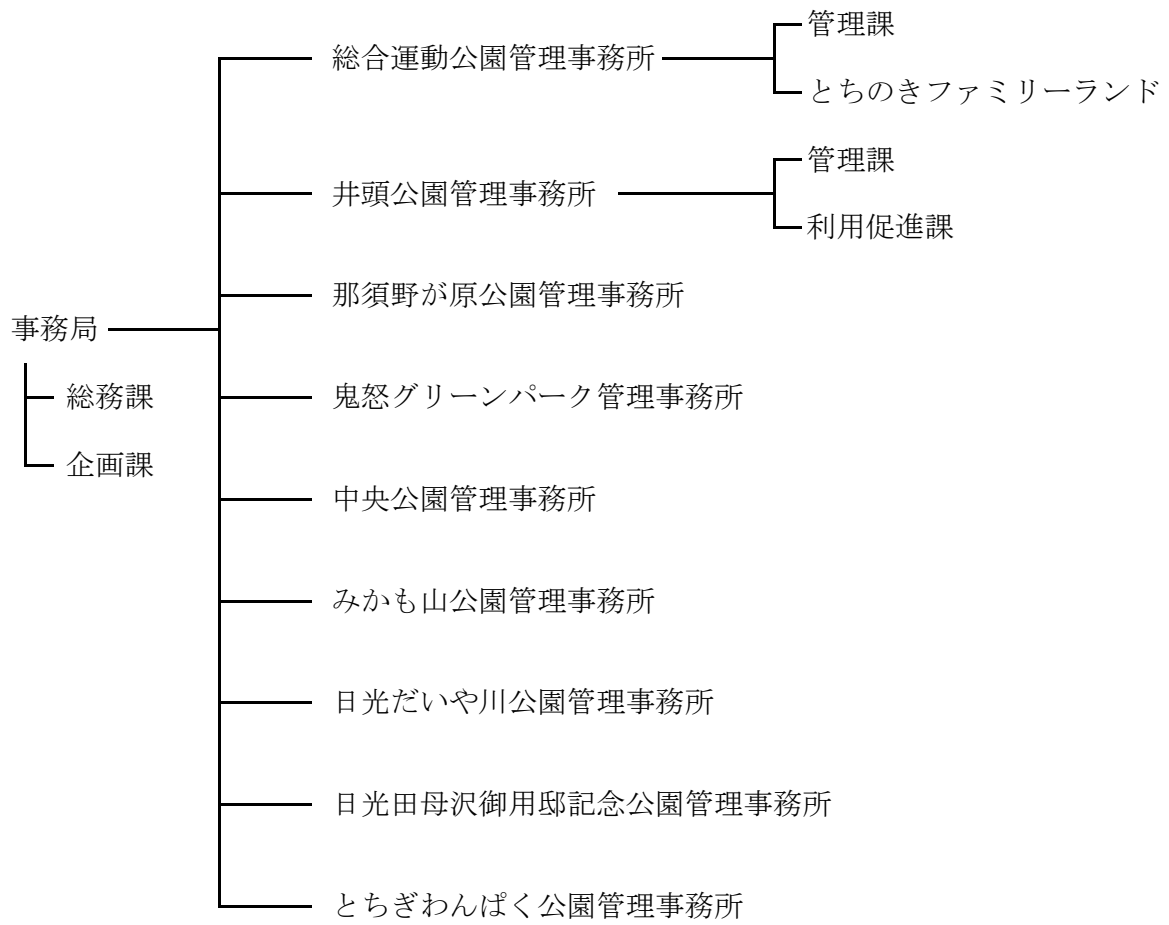 管理課
総合運動公園管理事務所
とちのきファミリーランド
管理課
井頭公園管理事務所
利用促進課
那須野が原公園管理事務所
事務局
鬼怒グリーンパーク管理事務所
総務課
企画課
中央公園管理事務所
みかも山公園管理事務所
日光だいや川公園管理事務所
日光田母沢御用邸記念公園管理事務所
とちぎわんぱく公園管理事務所